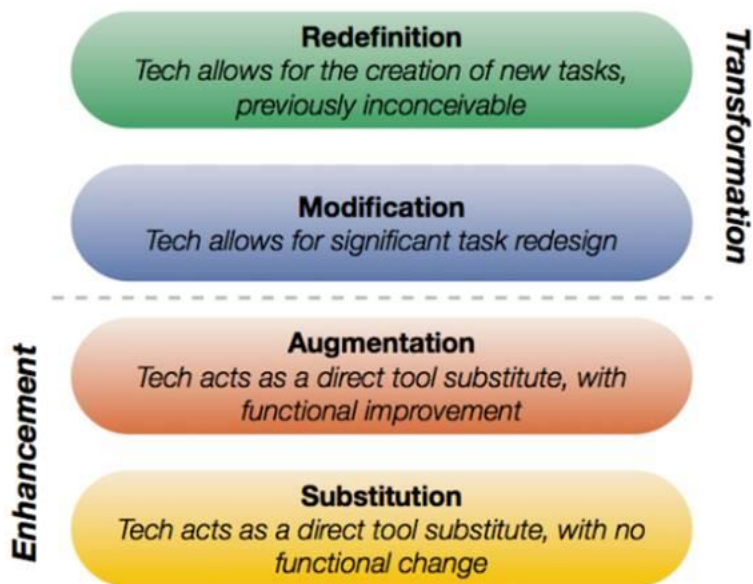 Redefinition
Tech allows for the creation of new tasks,
previously inconceivable
Transformation
Modification
Tech allows for significant task redesign
Augmentation
Tech acts as a direct tool substitute, with
functional improvement
Enhancement
Substitution
Tech acts as a direct tool substitute, with no
functional change